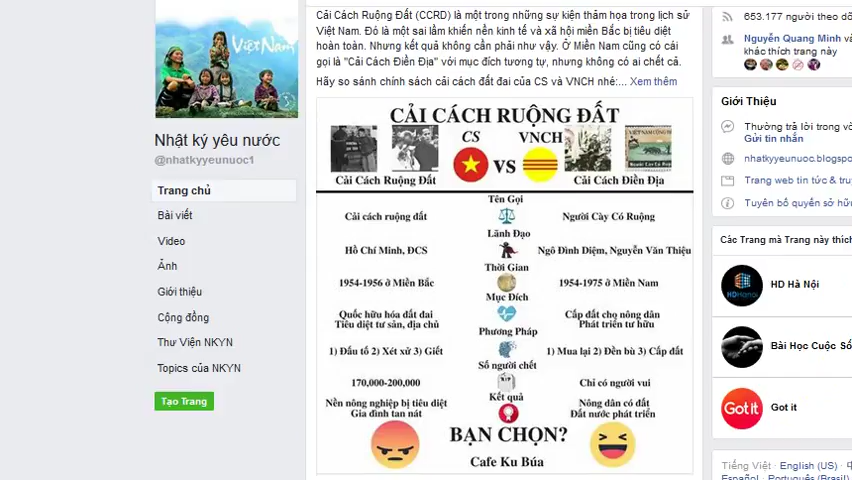 Việt Nam
Nhật ký yêu nước
@nhatkyyeunuoc1
Trang chủ
Bài viết
Video
Ảnh
Giới thiệu
Cộng đồng
Thư Viện NKYN
Topics của NKYN
Tạo Trang
Cải Cách Ruộng Đất (CCRD) là một trong những sự kiện thảm họa trong lịch sử
Việt Nam. Đó là một sai lầm khiến nền kinh tế và xã hội miền Bắc bị tiêu diệt
hoàn toàn. Nhưng kết quả không cần phải như vậy. Ở Miền Nam cũng có cái
gọi là "Cải Cách Điền Địa" với mục đích tương tự, nhưng không có ai chết cả.
Hãy so sánh chính sách cải cách đất đai của CS và VNCH nhé:... Xem thêm
CẢI CÁCH RUỘNG ĐẤT
CS VNCH
VS
Cải Cách Ruộng Đất Cải Cách Điền Địa
Tên Gọi
Cải cách ruộng đất Người Cày Có Ruộng
Lãnh Đạo
Hồ Chí Minh, ĐCS Ngô Đình Diệm, Nguyễn Văn Thiệu
Thời Gian
1954-1956 ở Miền Bắc 1954-1975 ở Miền Nam
Mục Đích
Quốc hữu hóa đất đai Cấp đất cho nông dân
Tiêu diệt tư sản, địa chủ Phát triển tư hữu
Phương Pháp
1) Đấu tố 2) Xét xử 3) Giết 1) Mua lại 2) Đền bù 3) Cấp đất
Số người chết
170,000-200,000 Chỉ có người vui
Kết quả
Nền nông nghiệp bị tiêu diệt Nông dân có đất
Gia đình tan nát Đất nước phát triển
BẠN CHỌN?
Cafe Ku Búa
653.177 người theo dõ
Nguyễn Quang Minh và
khác thích trang này
Giới Thiệu
Thường trả lời trong vò
Gửi tin nhắn
nhatkyyeunuoc.blogspo
Trang web tin tức & tru
Tuyên bố quyền sở hữ
Các Trang mà Trang này thích
HDHanoi
HD Hà Nội
Bài Học Cuộc Số
Got it
Got it
Tiếng Việt · English (US) ·
Español · Português (Brasil)